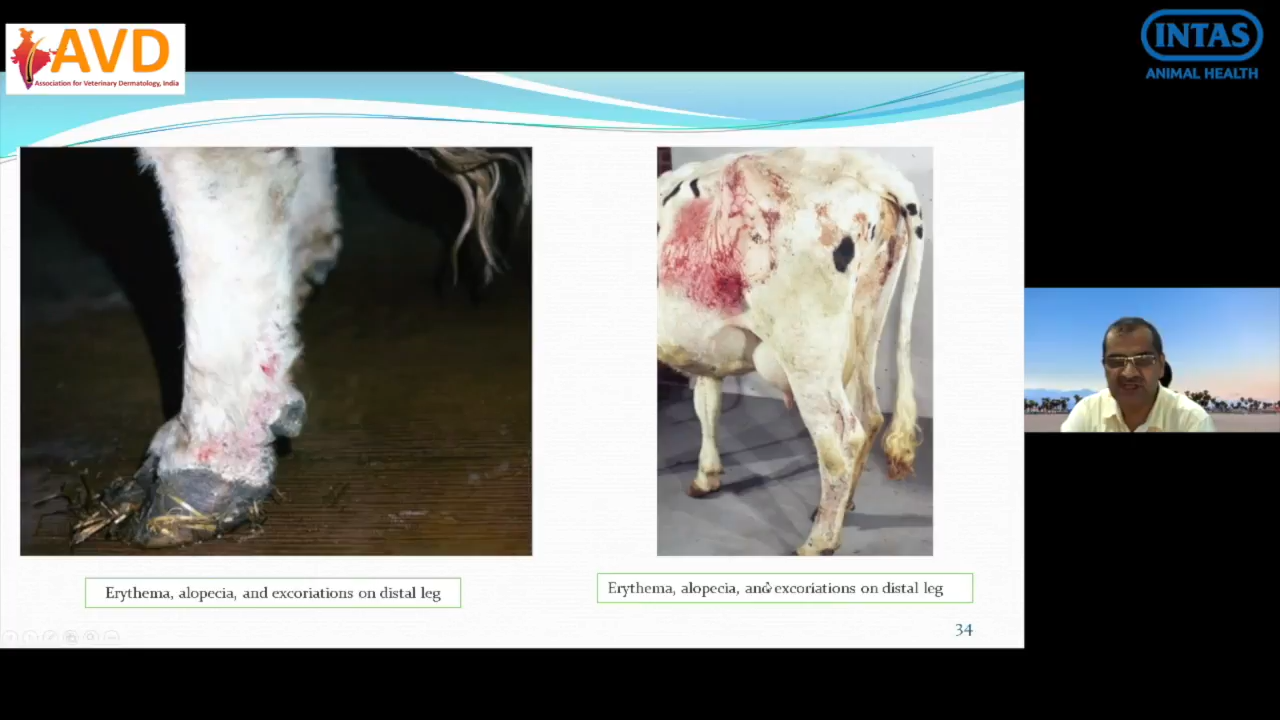 AVD
Association for Veterinary Dermatology, India
INTAS
ANIMAL HEALTH
Erythema, alopecia, and excoriations on distal leg
Erythema, alopecia, and excoriations on distal leg
34